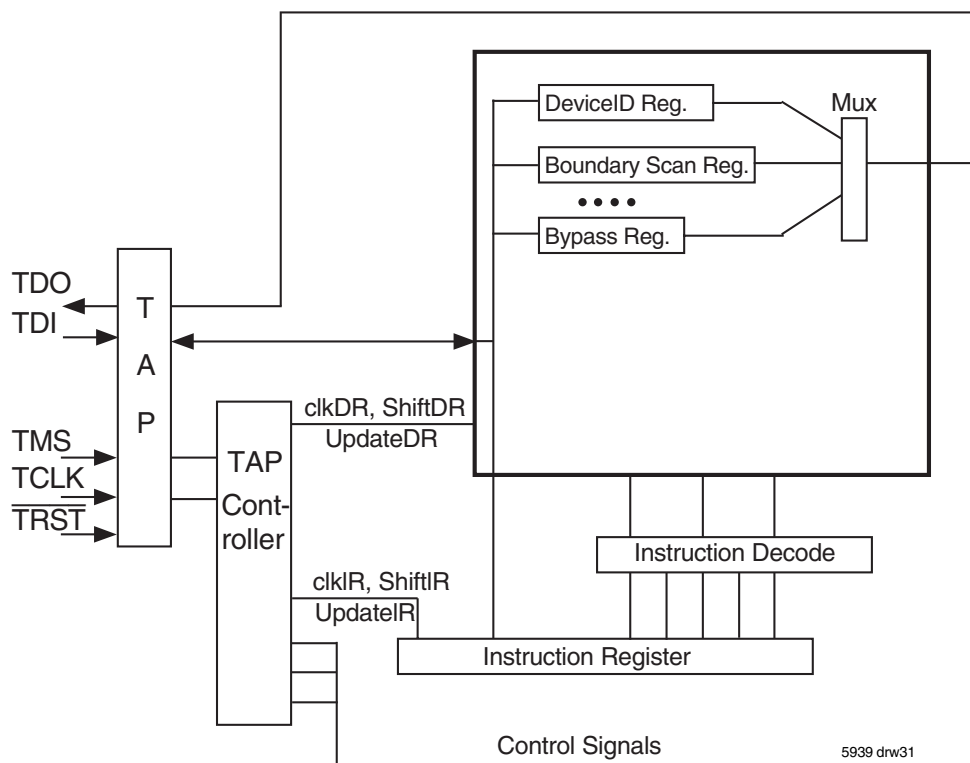 DeviceID Reg.
Mux
Boundary Scan Reg.
Bypass Reg.
TDO
TDI
T
A
P
TMS
TCLK
TRST
clkDR, ShiftDR
UpdateDR
TAP
Cont-
roller
Instruction Decode
clkIR, ShiftIR
UpdateIR
Instruction Register
Control Signals
5939 drw31